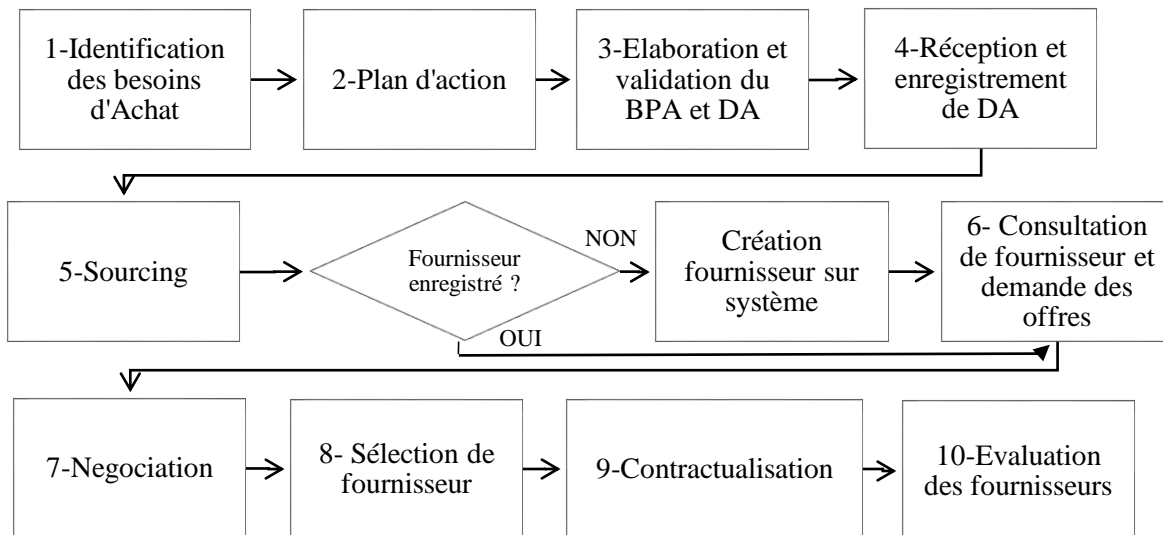 1-Identification
des besoins
d'Achat
2-Plan d'action
3-Elaboration et
validation du
BPA et DA
4-Réception et
enregistrement
de DA
5-Sourcing
Fournisseur
enregistré ?
NON
OUI
Création
fournisseur sur
système
6- Consultation
de fournisseur et
demande des
offres
7-Negociation
8- Sélection de
fournisseur
9-Contractualisation
10-Evaluation
des fournisseurs